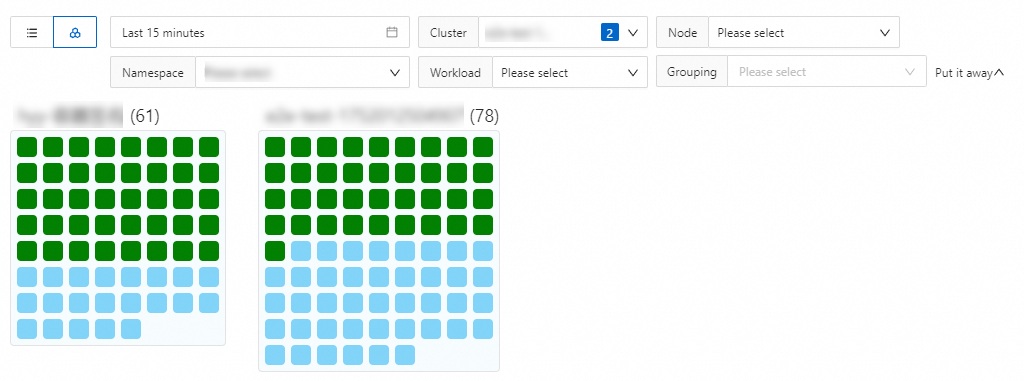 Last 15 minutes
Cluster 2
Node Please select
Namespace
Workload Please select
Grouping Please select
Put it away
(61)
(78)